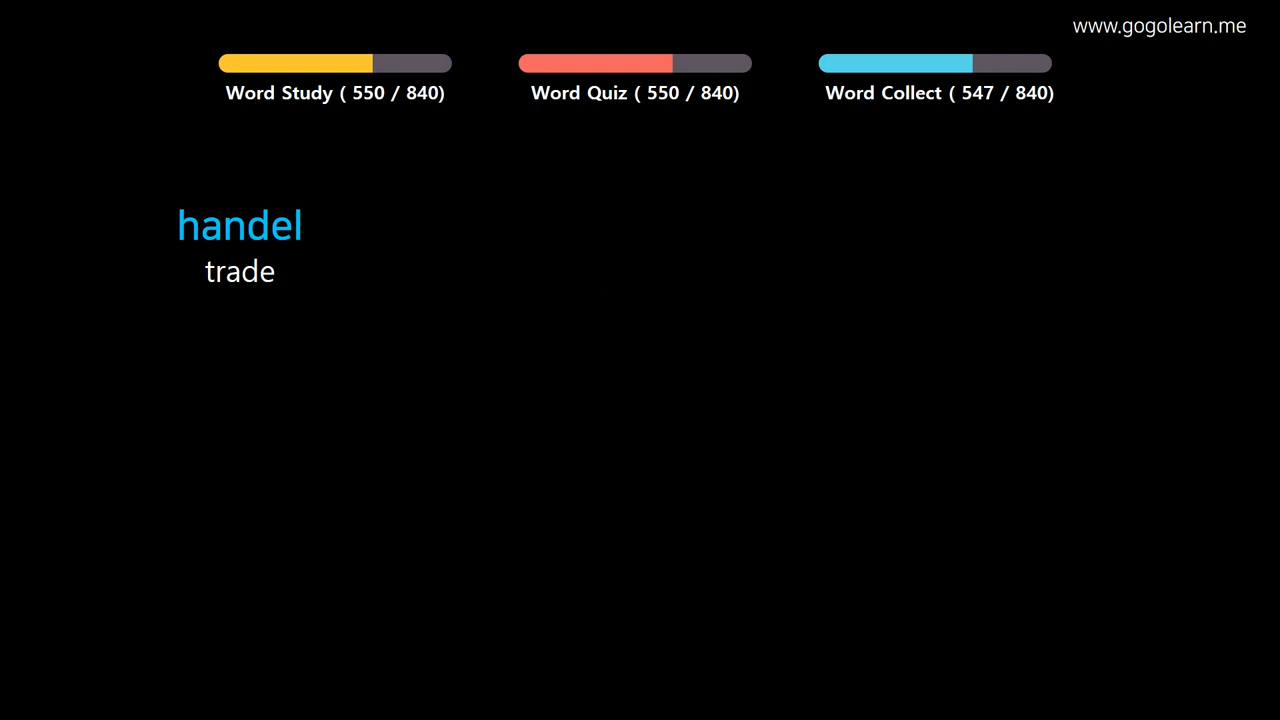 www.gogolearn.me
Word Study ( 550 / 840)
Word Quiz ( 550 / 840)
Word Collect ( 547 / 840)
handel
trade